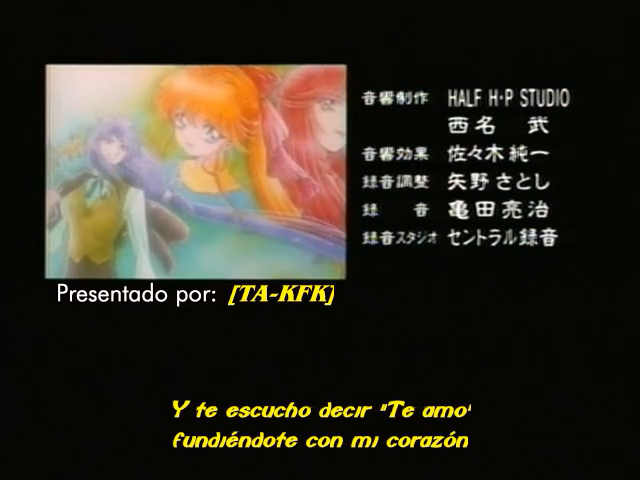 音響制作 HALF H・P STUDIO
西名 武
音響効果 佐々木純一
録音調整 矢野さとし
録 音 亀田亮治
録音スタジオ セントラル録音
Presentado por: [TA-KFK]
Y te escucho decir "Te amo"
fundiéndote con mi corazón